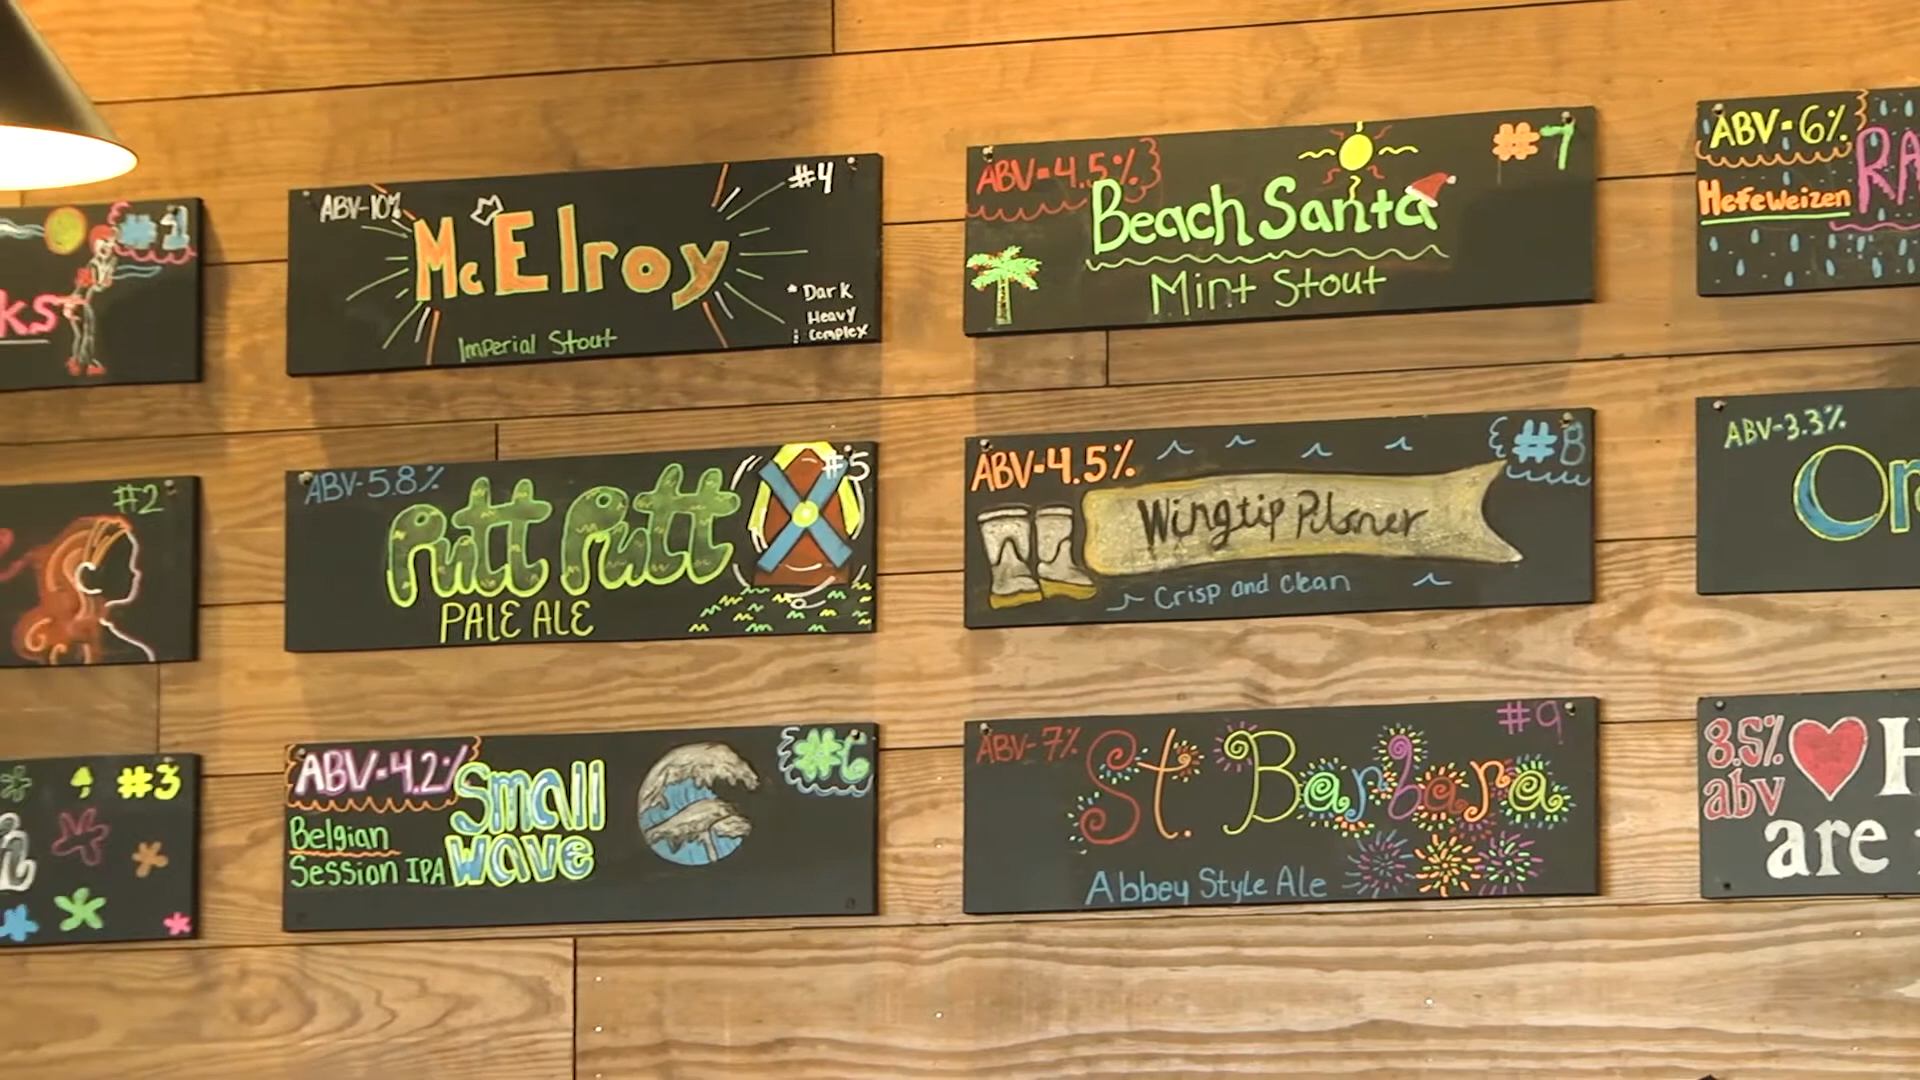 #1
ks
#2
#3
ABV-10%
#4
McElroy
* Dark
Heavy
Complex
Imperial Stout
ABV-5.8%
#5
Putt Putt
PALE ALE
ABV-4.2%
#6
Small
Wave
Belgian
Session IPA
ABV-4.5%
#7
Beach Santa
Mint Stout
ABV-4.5%
#8
Wingtip Pilsner
Crisp and clean
ABV-7%
#9
St. Barbara
Abbey Style Ale
ABV-6%
HefeWeizen
RA
ABV-3.3%
Or
8.5%
abv
H
are